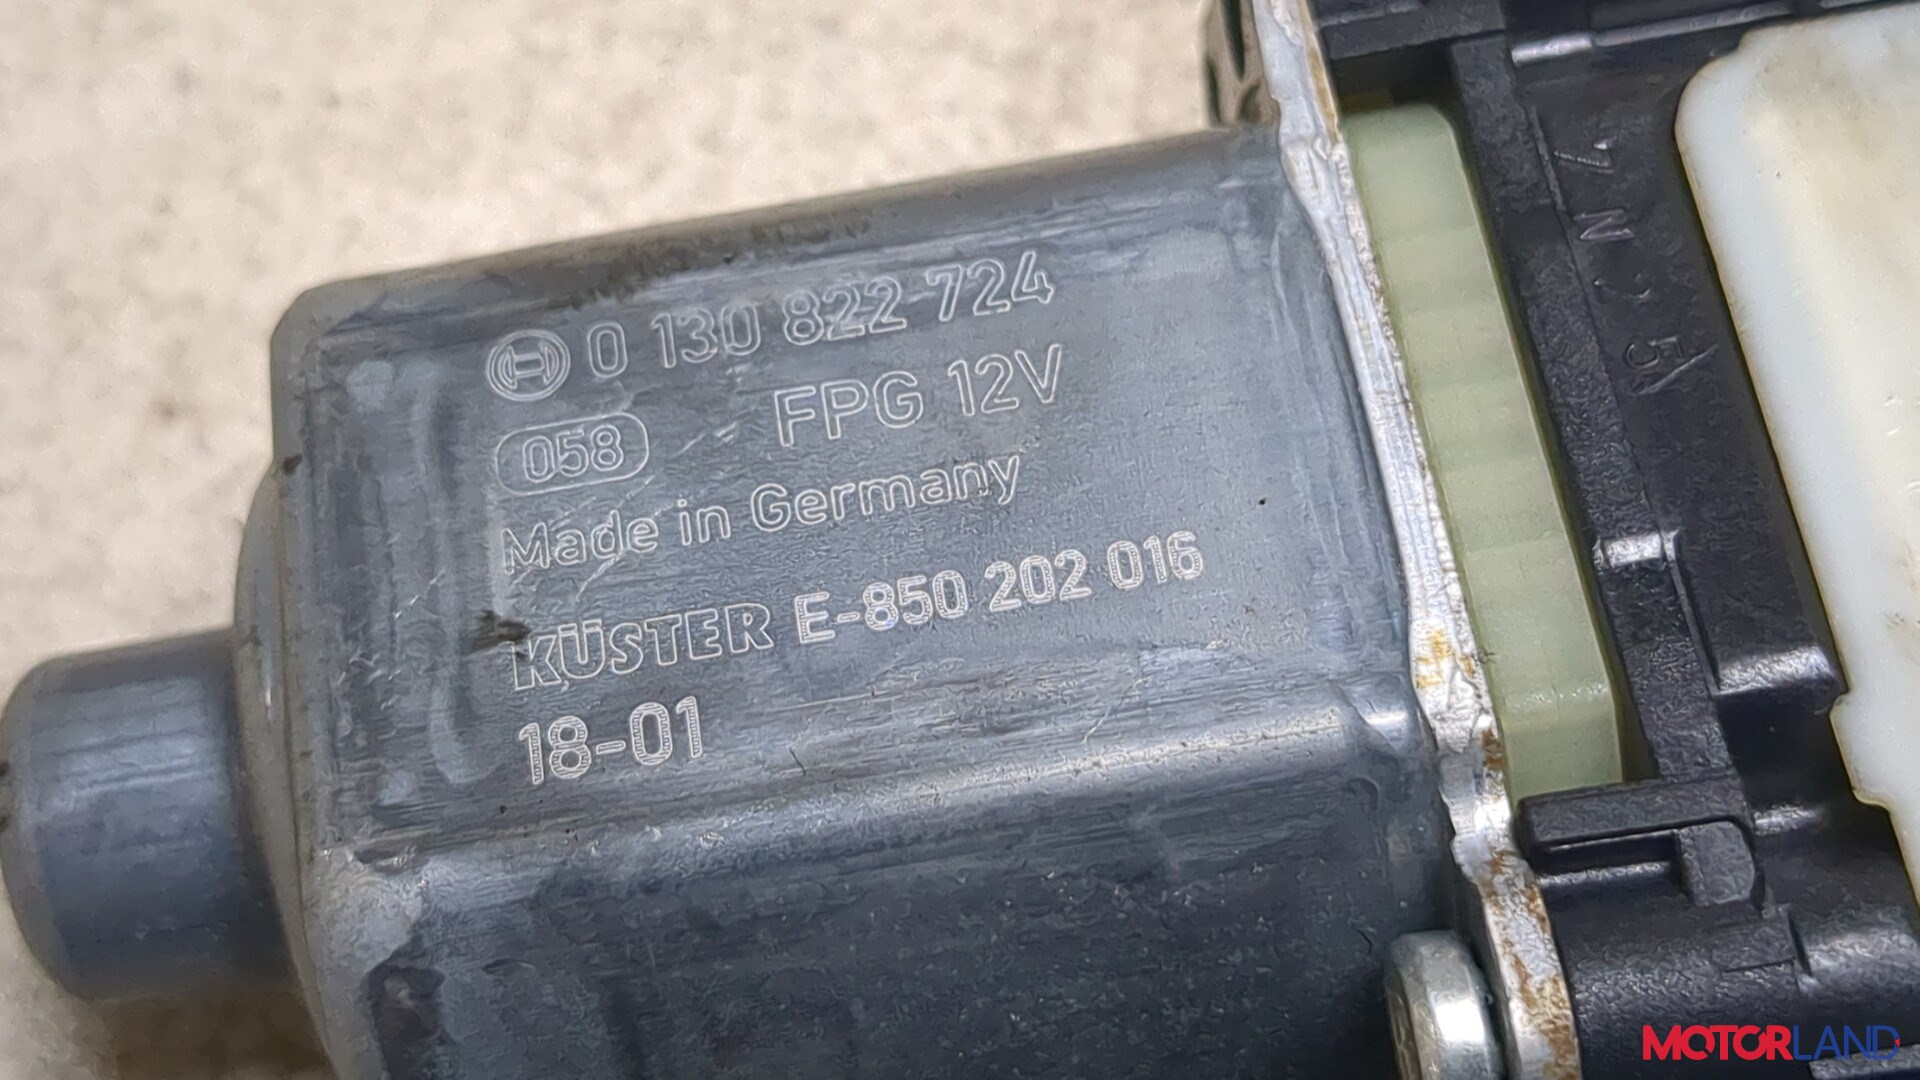 0 130 822 724
058 FPG 12V
Made in Germany
KÜSTER E-850 202 016
18-01
MOTORLAND